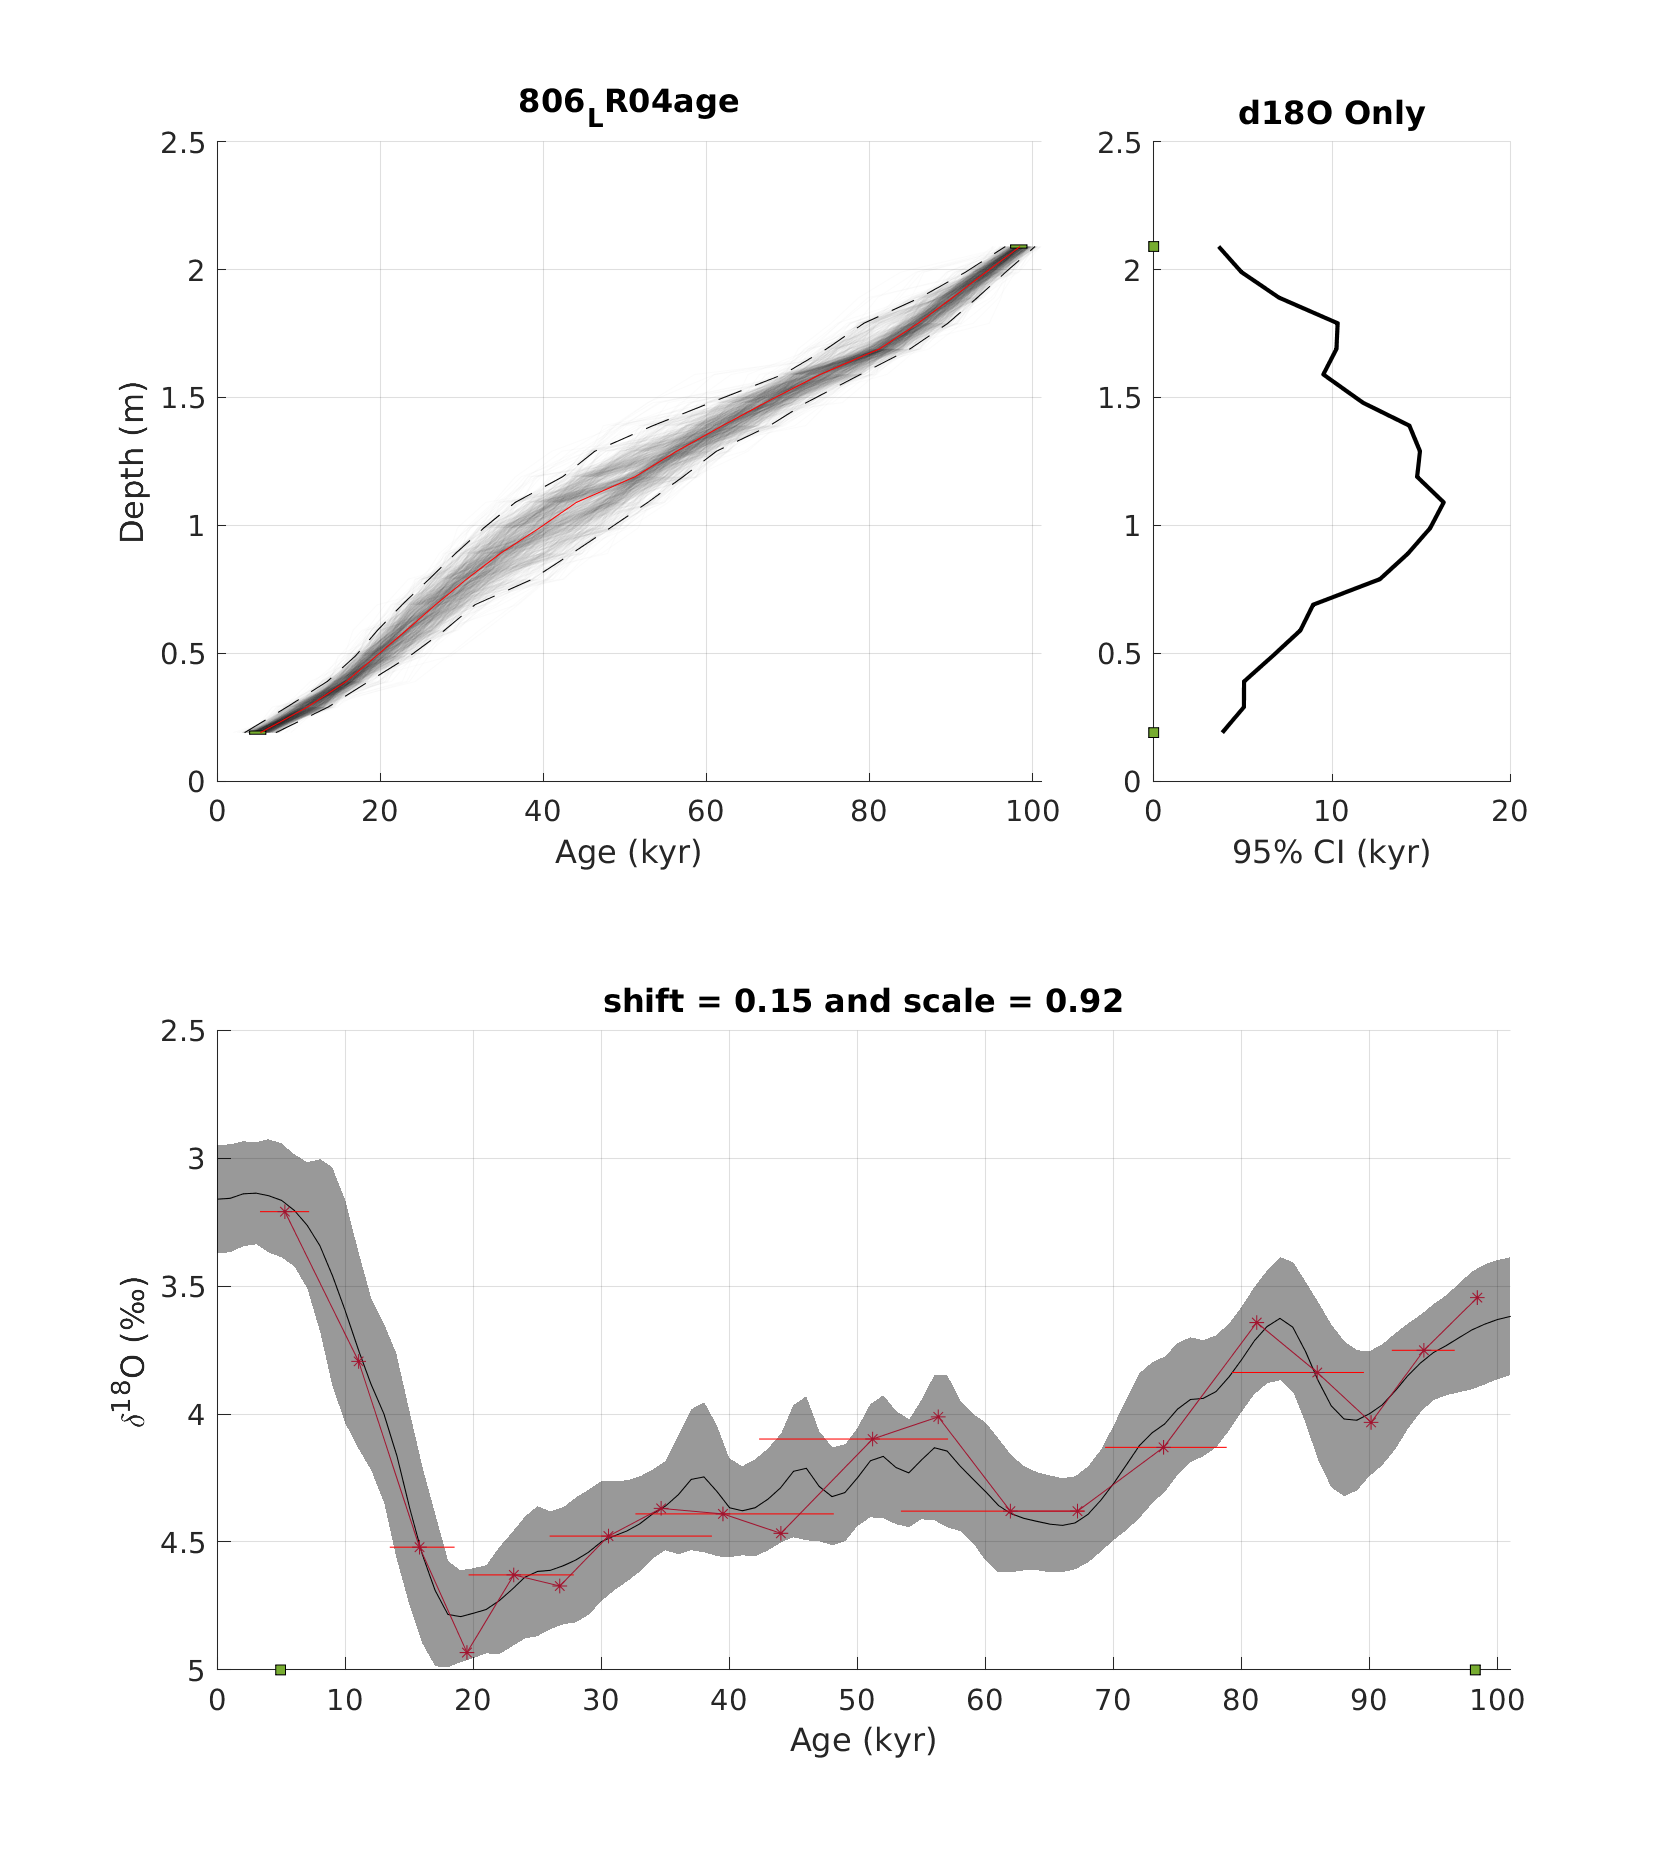 806LR04age
d18O Only
2.5
2
1.5
1
0.5
0
0 20 40 60 80 100
Depth (m)
Age (kyr)
2.5
2
1.5
1
0.5
0
0 10 20
95% CI (kyr)
shift = 0.15 and scale = 0.92
2.5
3
3.5
4
4.5
5
0 10 20 30 40 50 60 70 80 90 100
δ18O (‰)
Age (kyr)